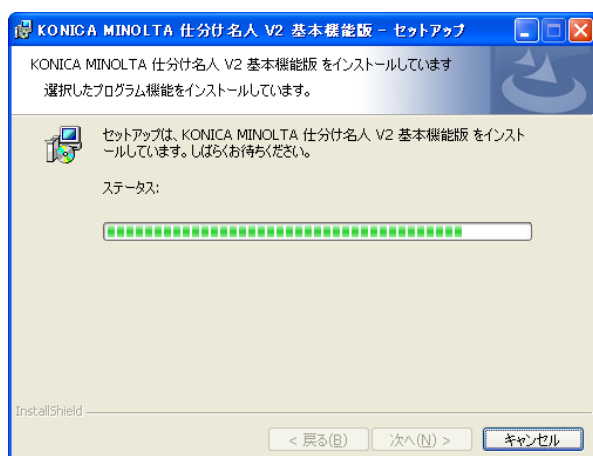 KONICA MINOLTA 仕分け名人 V2 基本機能版 - セットアップ
KONICA MINOLTA 仕分け名人 V2 基本機能版 をインストールしています
選択したプログラム機能をインストールしています。
セットアップは、KONICA MINOLTA 仕分け名人 V2 基本機能版 をインスト
ールしています。しばらくお待ちください。
ステータス:
InstallShield
< 戻る(B) 次へ(N) > キャンセル